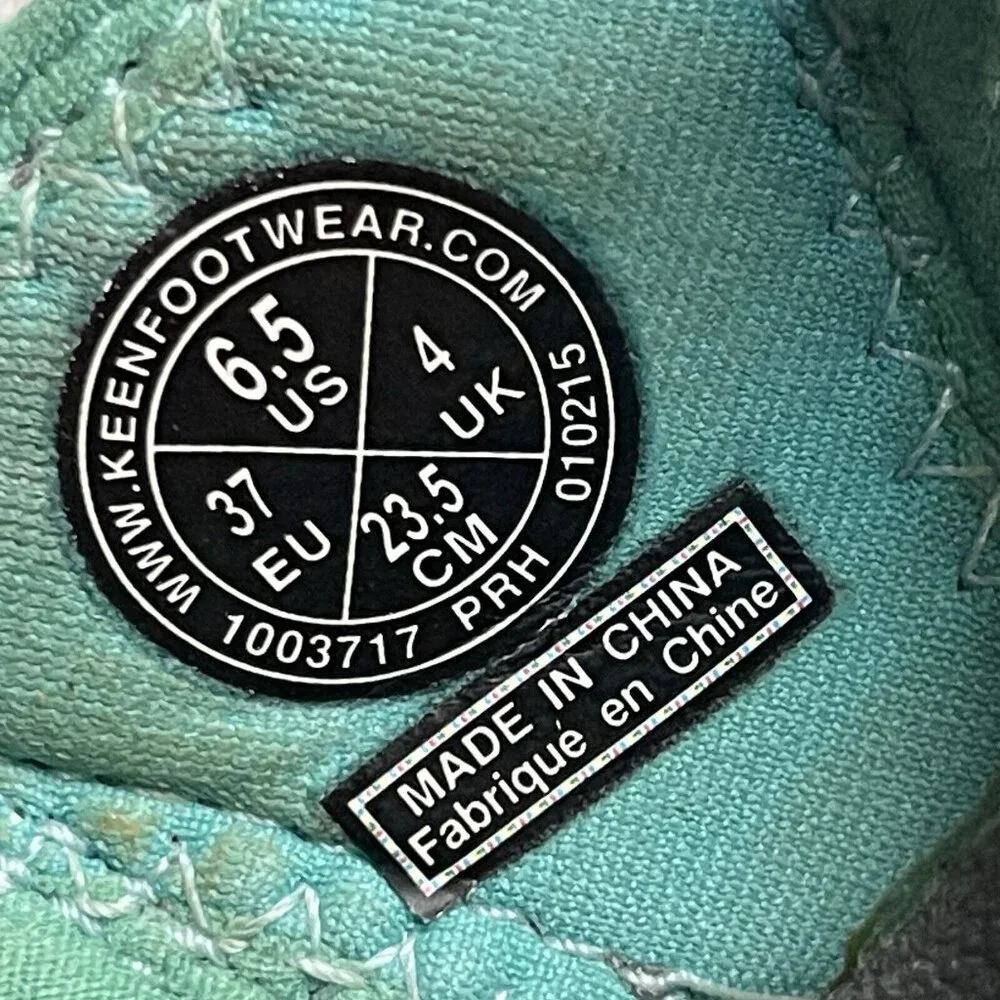 WWW.KEENFOOTWEAR.COM
010215
6.5
US
4
UK
37
EU
23.5
CM
1003717 PRH
MADE IN CHINA
Fabriqué en Chine